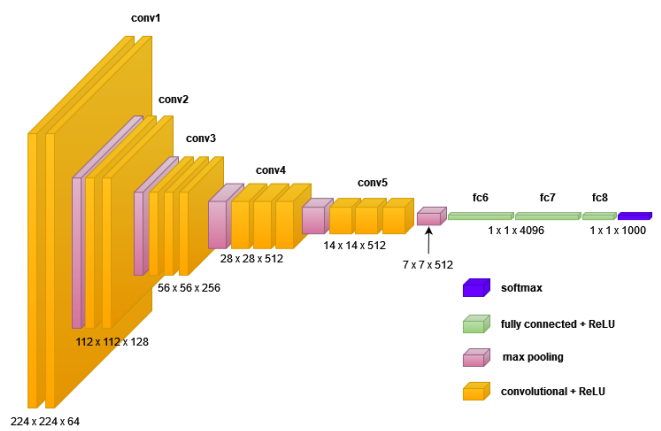 conv1
conv2
conv3
conv4
conv5
fc6
fc7
fc8
1 x 1 x 4096
1 x 1 x 1000
14 x 14 x 512
28 x 28 x 512
7 x 7 x 512
56 x 56 x 256
112 x 112 x 128
224 x 224 x 64
softmax
fully connected + ReLU
max pooling
convolutional + ReLU